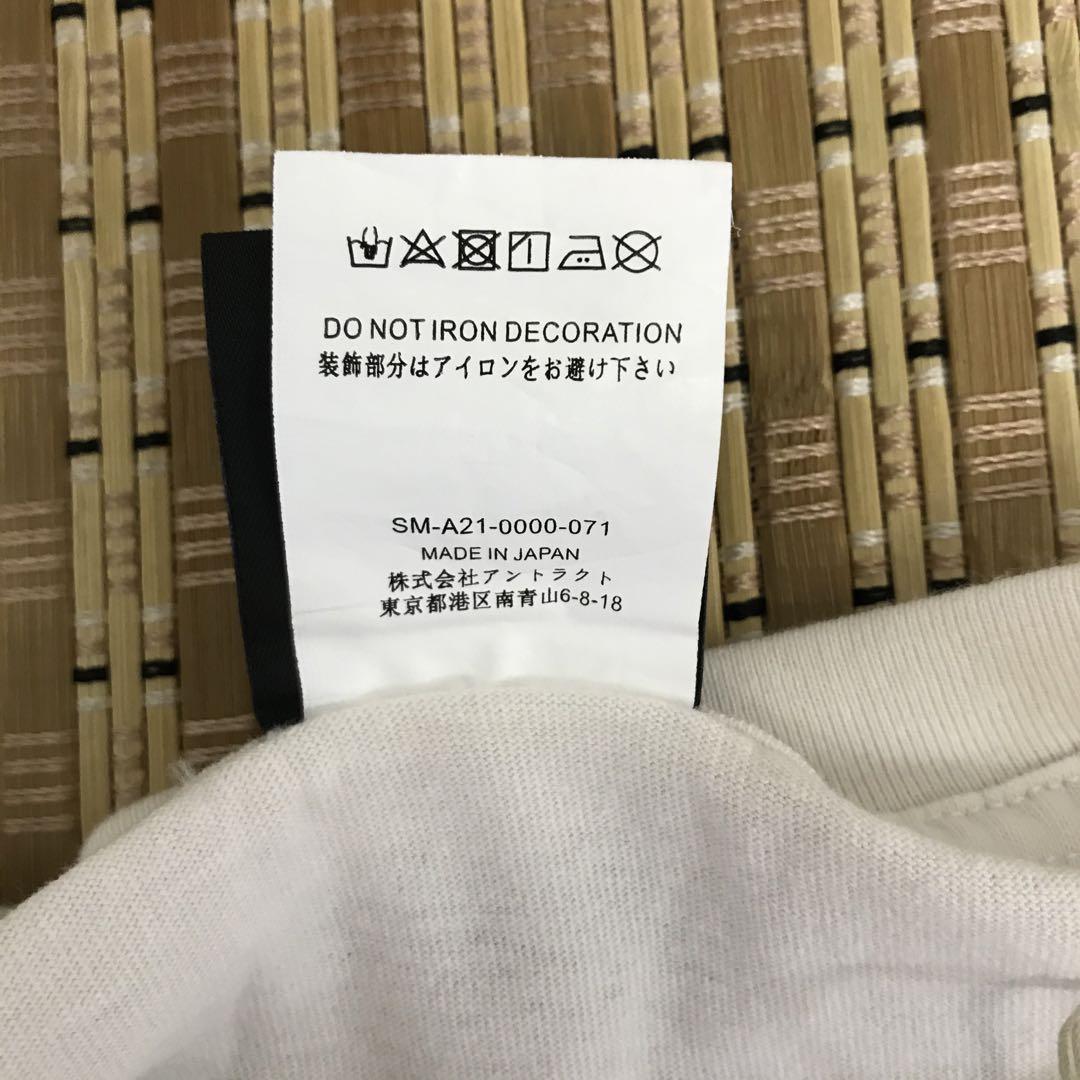 DO NOT IRON DECORATION
装飾部分はアイロンをお避け下さい
SM-A21-0000-071
MADE IN JAPAN
株式会社アントラクト
東京都港区南青山6-8-18